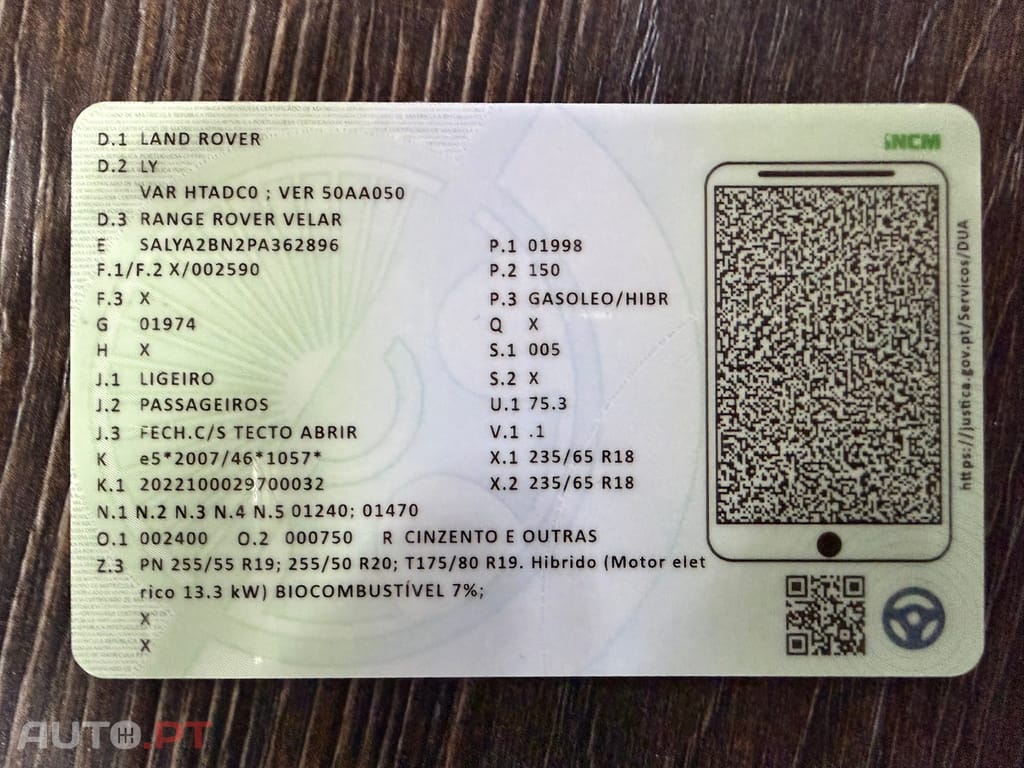 D.1 LAND ROVER
D.2 LY
VAR HTADC0 ; VER 50AA050
D.3 RANGE ROVER VELAR
E SALYA2BN2PA362896
F.1/F.2 X/002590
F.3 X
G 01974
H X
J.1 LIGEIRO
J.2 PASSAGEIROS
J.3 FECH.C/S TECTO ABRIR
K e5*2007/46*1057*
K.1 2022100029700032
P.1 01998
P.2 150
P.3 GASOLEO/HIBR
Q X
S.1 005
S.2 X
U.1 75.3
V.1 .1
X.1 235/65 R18
X.2 235/65 R18
N.1 N.2 N.3 N.4 N.5 01240; 01470
O.1 002400 O.2 000750 R CINZENTO E OUTRAS
Z.3 PN 255/55 R19; 255/50 R20; T175/80 R19. Hibrido (Motor elet
rico 13.3 kW) BIOCOMBUSTÍVEL 7%;
X
X
INCM
https://justica.gov.pt/Servicos/DUA
AUTO.PT